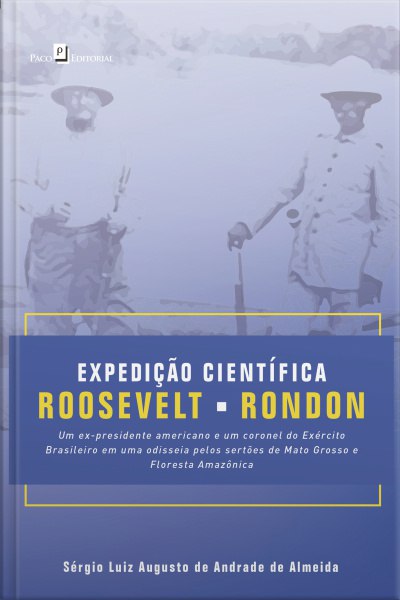 PACO EDITORIAL
EXPEDIÇÃO CIENTÍFICA
ROOSEVELT ▪ RONDON
Um ex-presidente americano e um coronel do Exército
Brasileiro em uma odisseia pelos sertões de Mato Grosso e
Floresta Amazônica
Sérgio Luiz Augusto de Andrade de Almeida